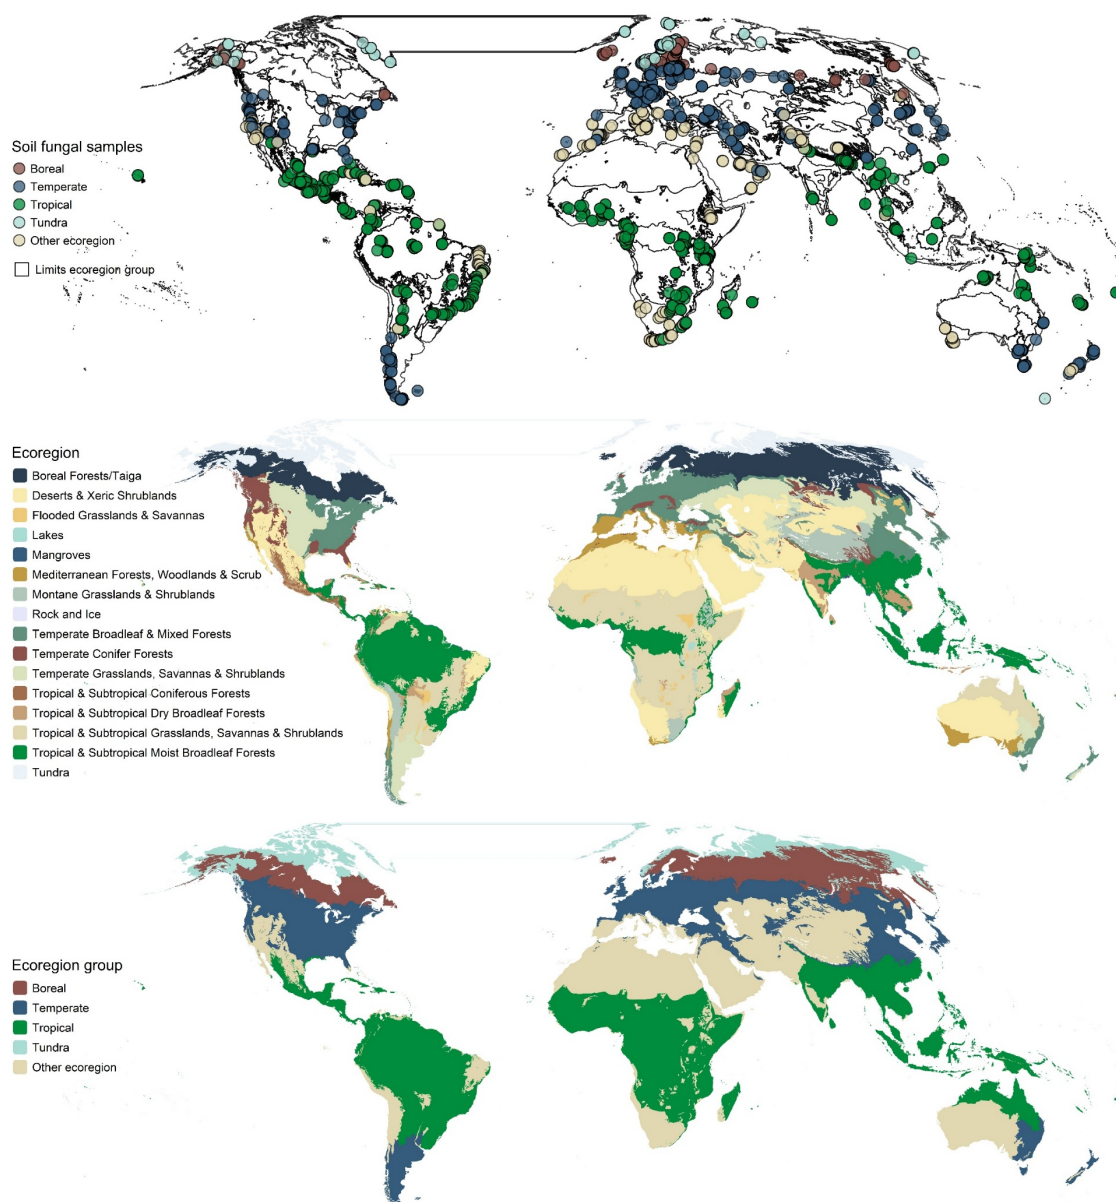 Soil fungal samples
Boreal
Temperate
Tropical
Tundra
Other ecoregion
Limits ecoregion group
Ecoregion
Boreal Forests/Taiga
Deserts & Xeric Shrublands
Flooded Grasslands & Savannas
Lakes
Mangroves
Mediterranean Forests, Woodlands & Scrub
Montane Grasslands & Shrublands
Rock and Ice
Temperate Broadleaf & Mixed Forests
Temperate Conifer Forests
Temperate Grasslands, Savannas & Shrublands
Tropical & Subtropical Coniferous Forests
Tropical & Subtropical Dry Broadleaf Forests
Tropical & Subtropical Grasslands, Savannas & Shrublands
Tropical & Subtropical Moist Broadleaf Forests
Tundra
Ecoregion group
Boreal
Temperate
Tropical
Tundra
Other ecoregion